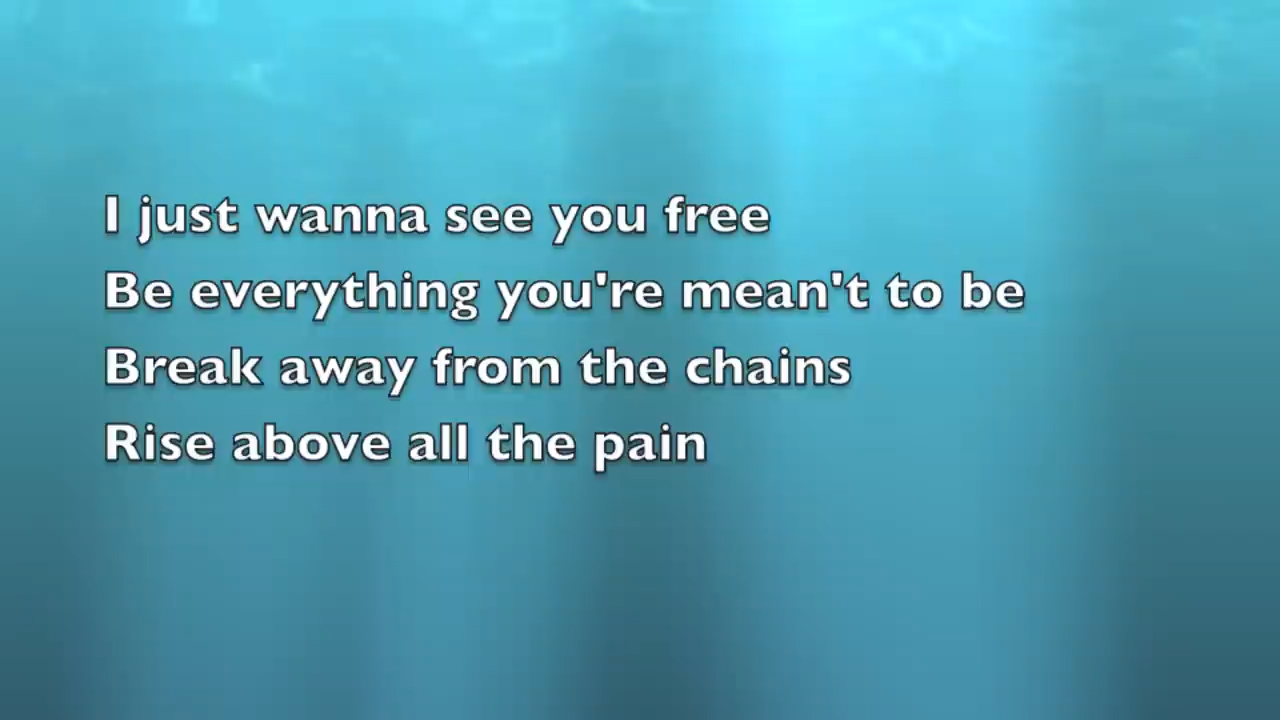 I just wanna see you free
Be everything you're mean't to be
Break away from the chains
Rise above all the pain